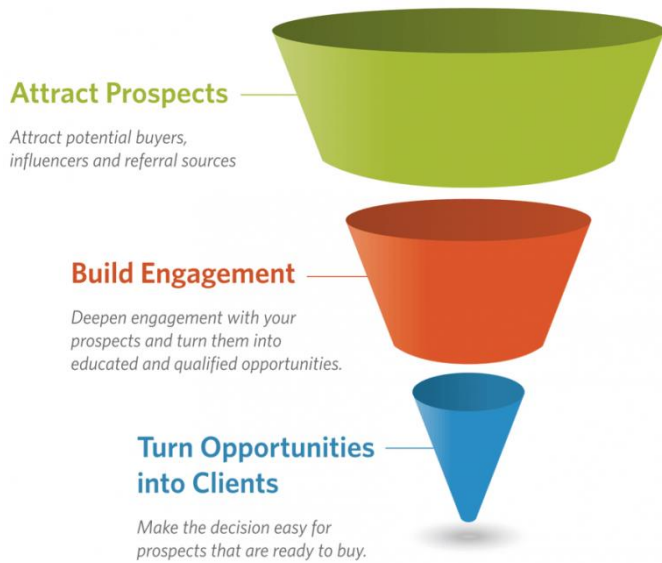 Attract Prospects
Attract potential buyers,
influencers and referral sources
Build Engagement
Deepen engagement with your
prospects and turn them into
educated and qualified opportunities.
Turn Opportunities
into Clients
Make the decision easy for
prospects that are ready to buy.